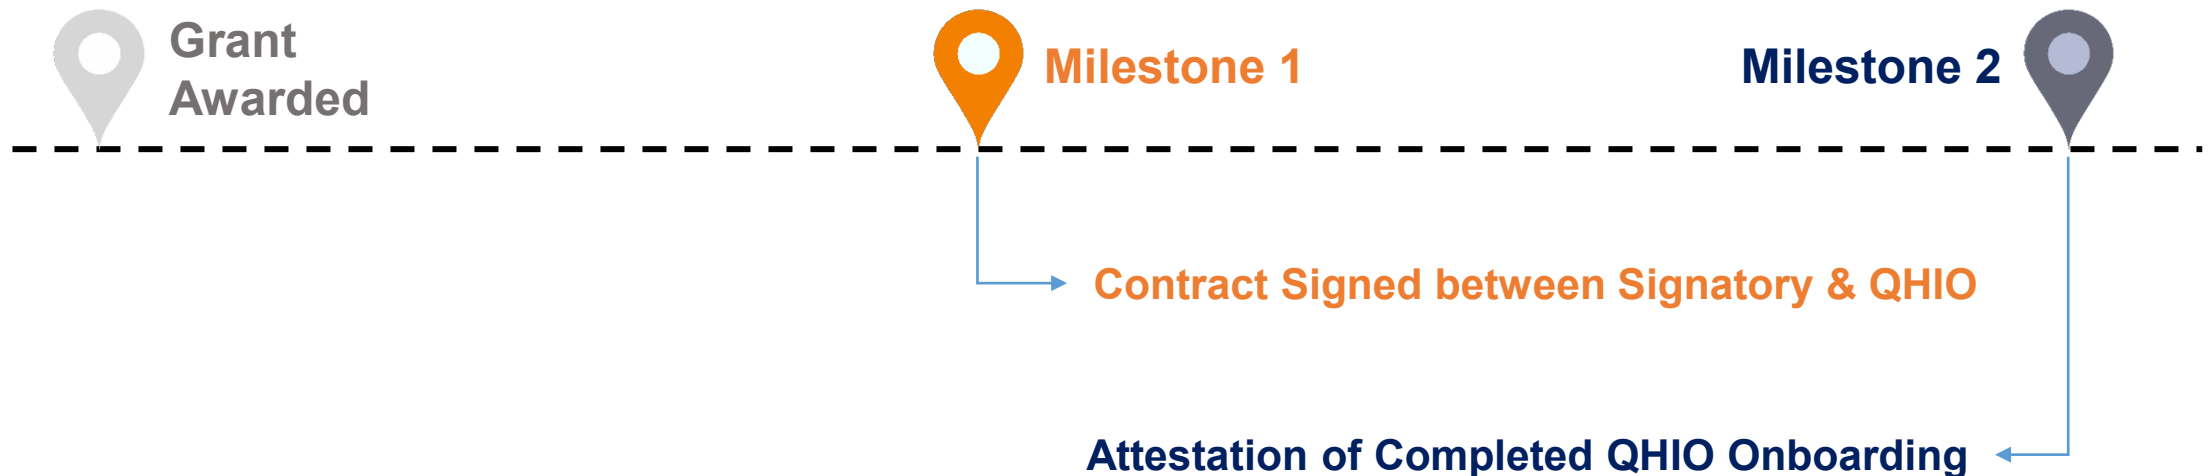 Grant
Awarded
Milestone 1
Milestone 2
Contract Signed between Signatory & QHIO
Attestation of Completed QHIO Onboarding